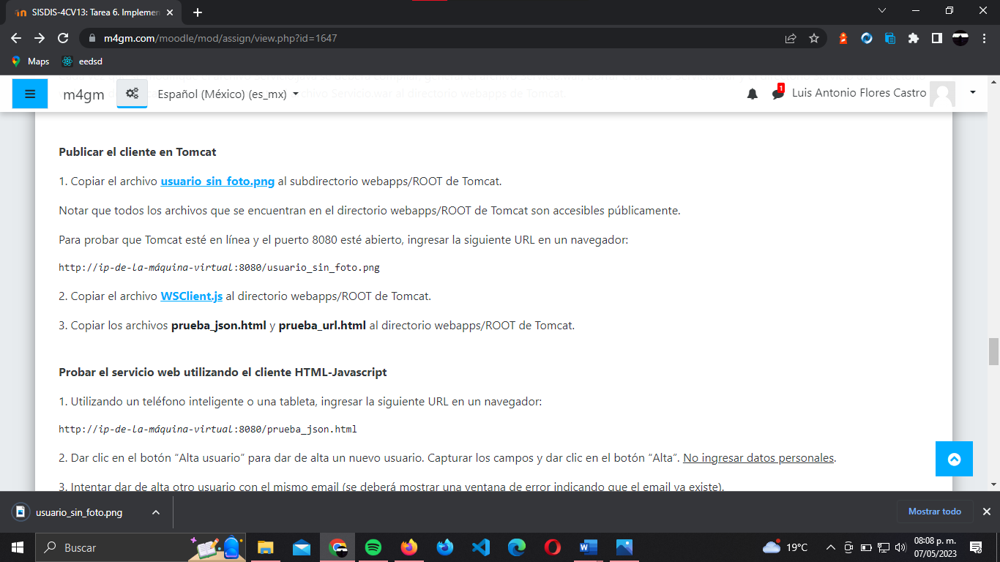 SISDIS-4CV13: Tarea 6. Implemen
m4gm.com/moodle/mod/assign/view.php?id=1647
Maps
eedsd
m4gm
Español (México) (es_mx)
1
Luis Antonio Flores Castro
archivo Servicio.war al directorio webapps de Tomcat.
Publicar el cliente en Tomcat
1. Copiar el archivo usuario_sin_foto.png al subdirectorio webapps/ROOT de Tomcat.
Notar que todos los archivos que se encuentran en el directorio webapps/ROOT de Tomcat son accesibles públicamente.
Para probar que Tomcat esté en línea y el puerto 8080 esté abierto, ingresar la siguiente URL en un navegador:
http://ip-de-la-máquina-virtual:8080/usuario_sin_foto.png
2. Copiar el archivo WSClient.js al directorio webapps/ROOT de Tomcat.
3. Copiar los archivos prueba_json.html y prueba_url.html al directorio webapps/ROOT de Tomcat.
Probar el servicio web utilizando el cliente HTML-Javascript
1. Utilizando un teléfono inteligente o una tableta, ingresar la siguiente URL en un navegador:
http://ip-de-la-máquina-virtual:8080/prueba_json.html
2. Dar clic en el botón “Alta usuario” para dar de alta un nuevo usuario. Capturar los campos y dar clic en el botón “Alta”. No ingresar datos personales.
3. Intentar dar de alta otro usuario con el mismo email (se deberá mostrar una ventana de error indicando que el email ya existe).
usuario_sin_foto.png
Mostrar todo
Buscar
19°C
08:08 p. m.
07/05/2023